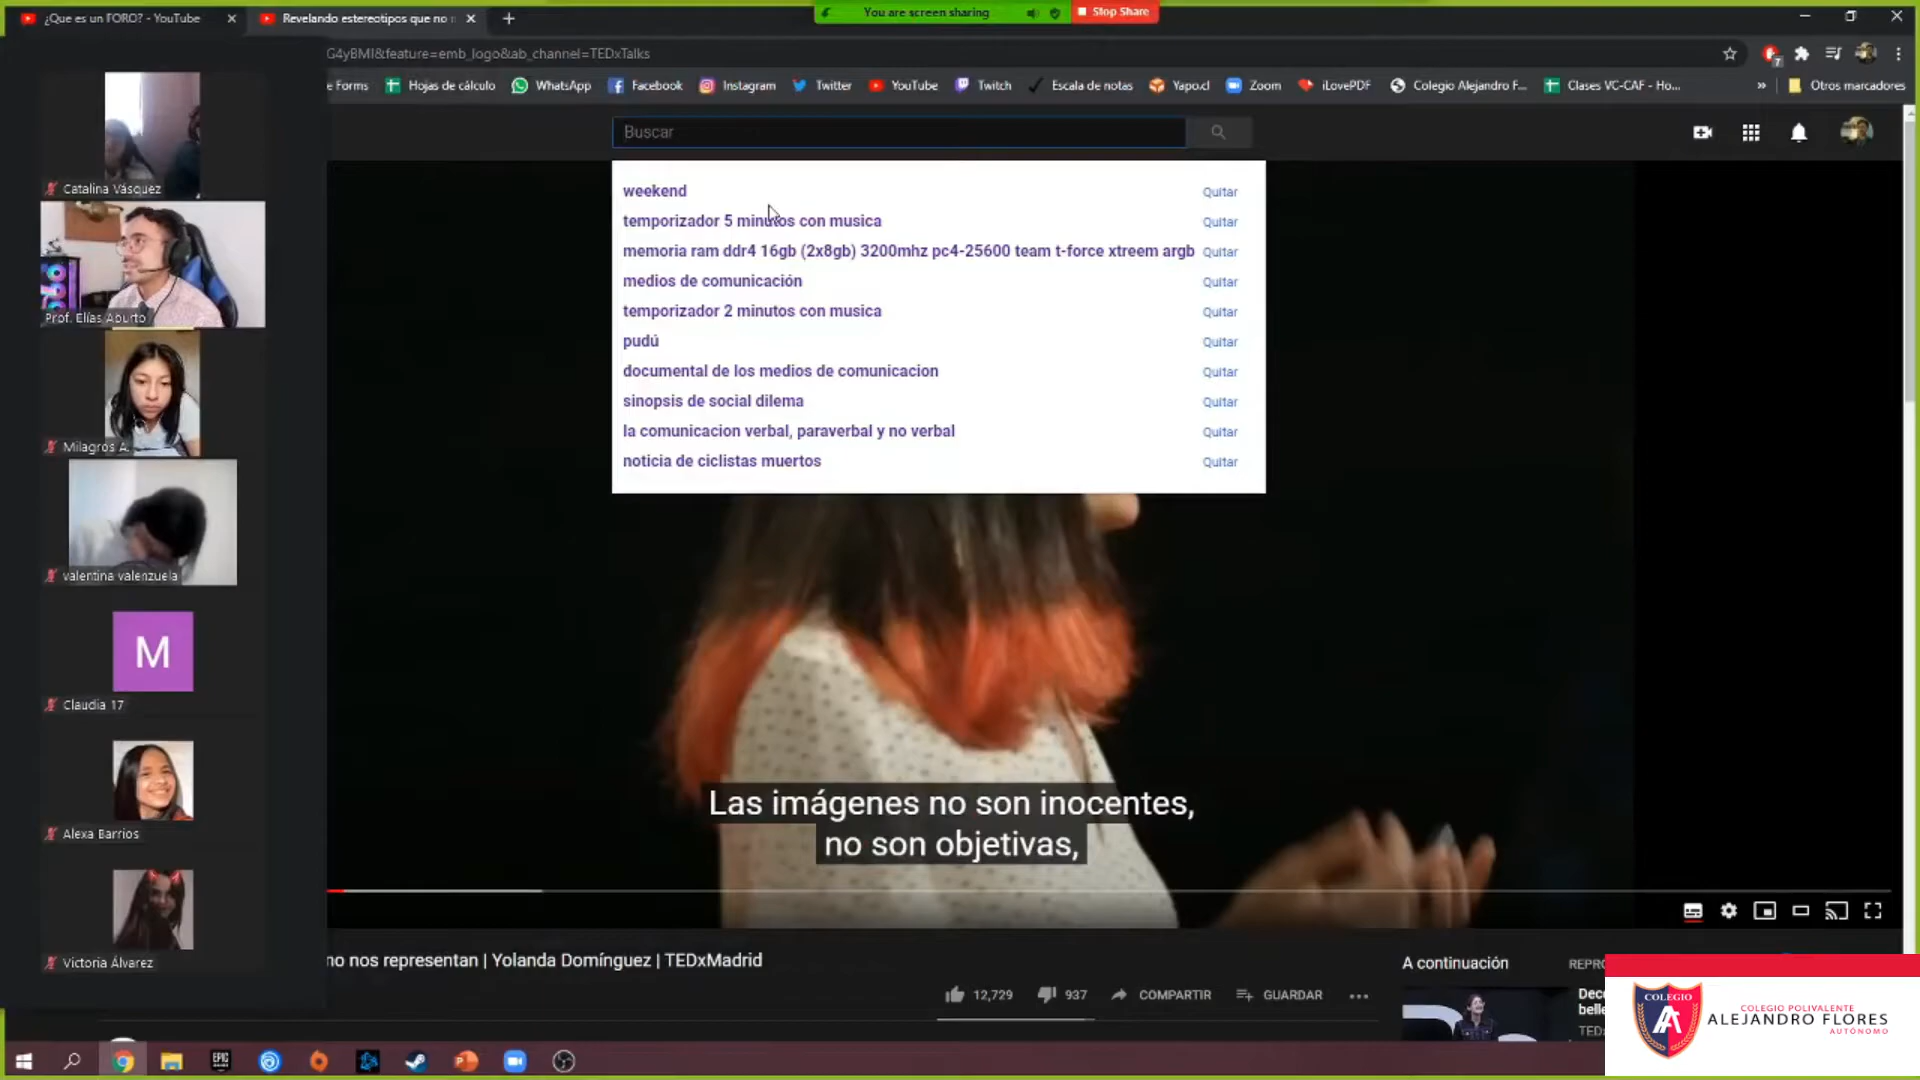 ¿Que es un FORO? - YouTube
Revelando estereotipos que no
You are screen sharing
Stop Share
G4yBMI&feature=emb_logo&ab_channel=TEDxTalks
e Forms
Hojas de cálculo
WhatsApp
Facebook
Instagram
Twitter
YouTube
Twitch
Escala de notas
Yapo.cl
Zoom
iLovePDF
Colegio Alejandro F...
Clases VC-CAF - Ho...
»
Otros marcadores
Buscar
weekend Quitar
temporizador 5 minutos con musica Quitar
memoria ram ddr4 16gb (2x8gb) 3200mhz pc4-25600 team t-force xtreem argb Quitar
medios de comunicación Quitar
temporizador 2 minutos con musica Quitar
pudú Quitar
documental de los medios de comunicacion Quitar
sinopsis de social dilema Quitar
la comunicacion verbal, paraverbal y no verbal Quitar
noticia de ciclistas muertos Quitar
Catalina Vásquez
Prof. Elías Aburto
Milagros A.
valentina valenzuela
M
Claudia 17
Alexa Barrios
Victoria Álvarez
Las imágenes no son inocentes,
no son objetivas,
no nos representan | Yolanda Domínguez | TEDxMadrid
12,729
937
COMPARTIR
GUARDAR
A continuación
REPR
Deco
belle
TEDx
EPIC
COLEGIO
COLEGIO POLIVALENTE
ALEJANDRO FLORES
AUTÓNOMO